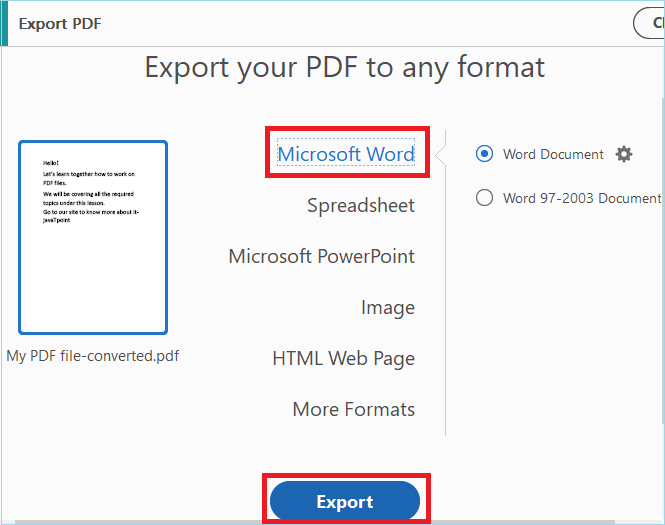 Export PDF
Export your PDF to any format
Hello!
Let's learn together how to work on
PDF files.
We will be covering all the required
topics under this lesson.
Go to our site to know more about it-
javaTpoint
My PDF file-converted.pdf
Microsoft Word
Spreadsheet
Microsoft PowerPoint
Image
HTML Web Page
More Formats
Word Document
Word 97-2003 Document
Export